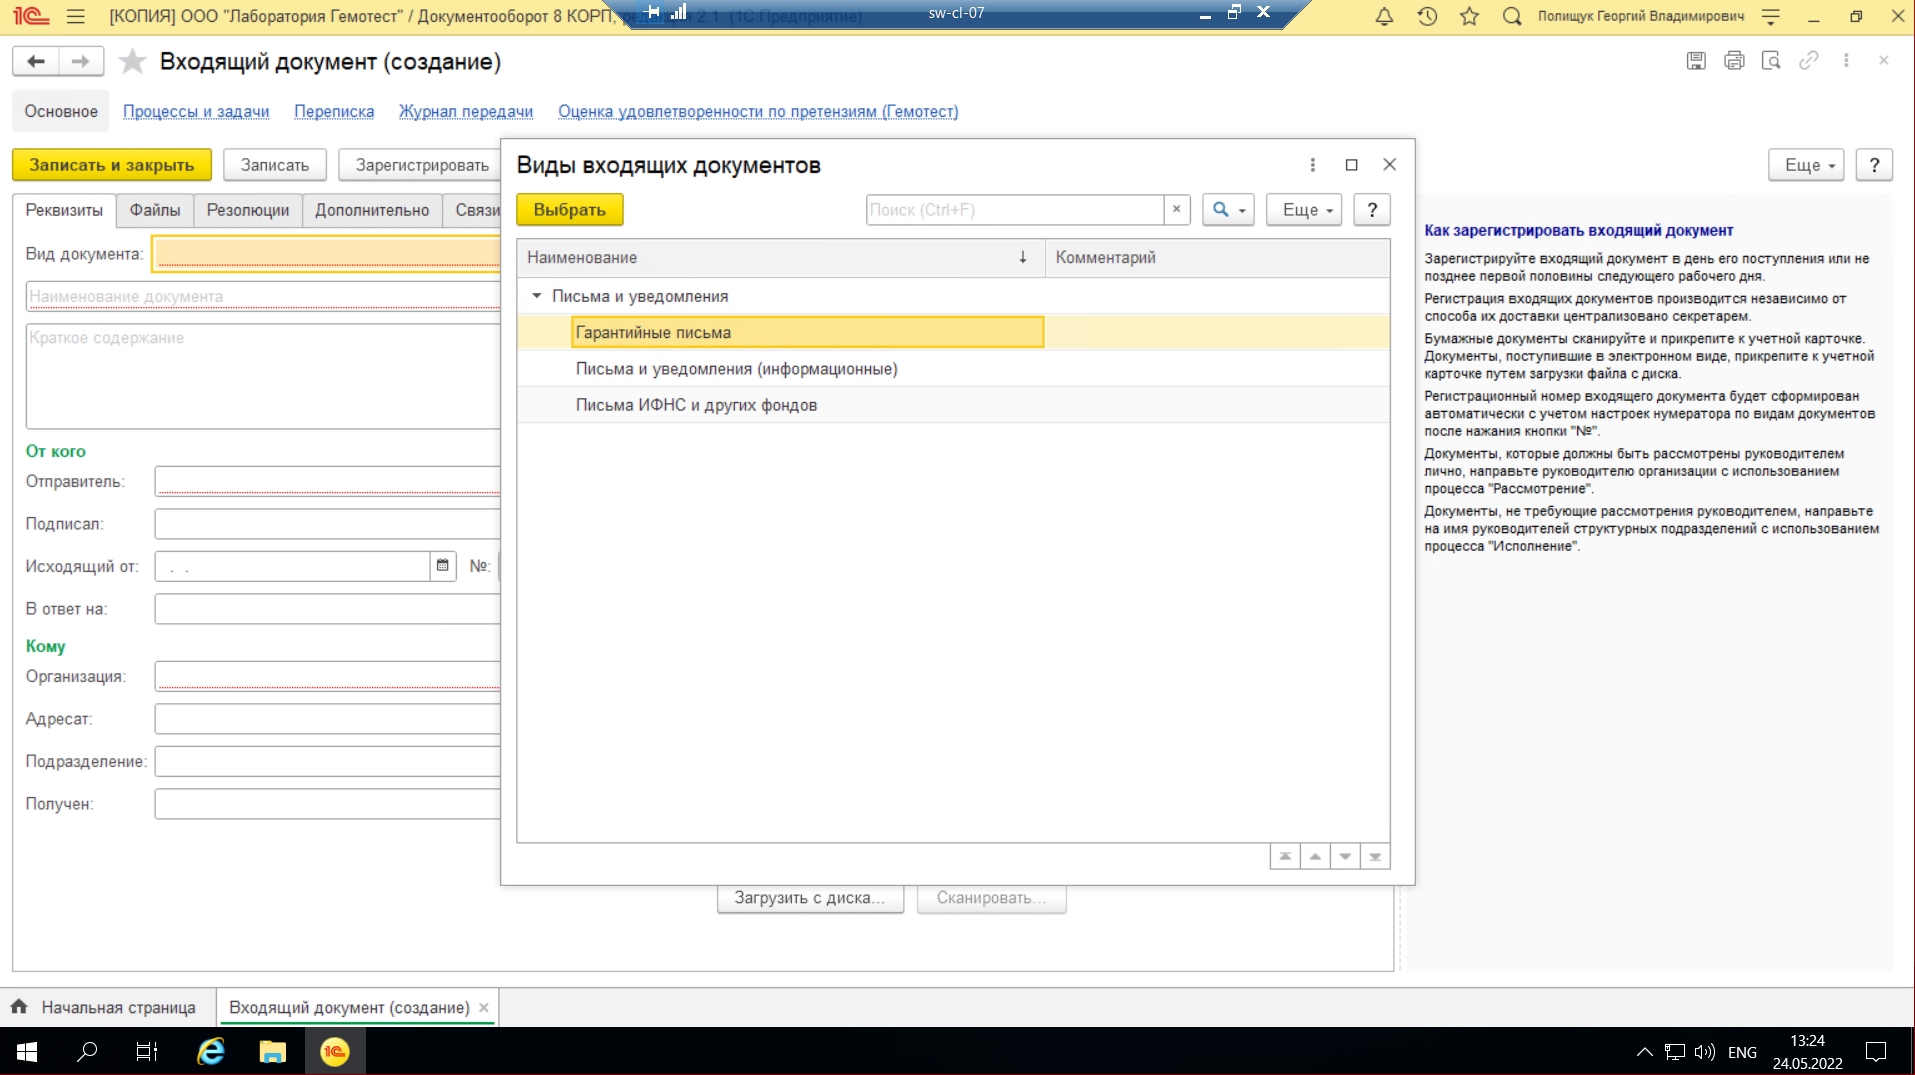 [КОПИЯ] ООО "Лаборатория Гемотест" / Документооборот 8 КОРП, редакция 2.1 (1С:Предприятие)
sw-cl-07
Полищук Георгий Владимирович
Входящий документ (создание)
Основное
Процессы и задачи
Переписка
Журнал передачи
Оценка удовлетворенности по претензиям (Гемотест)
Записать и закрыть
Записать
Зарегистрировать
Еще
?
Реквизиты
Файлы
Резолюции
Дополнительно
Связи
Вид документа:
Наименование документа
Краткое содержание
От кого
Отправитель:
Подписал:
Исходящий от:
. .
№:
В ответ на:
Кому
Организация:
Адресат:
Подразделение:
Получен:
Виды входящих документов
Выбрать
Поиск (Ctrl+F)
×
Еще
?
Наименование
Комментарий
Письма и уведомления
Гарантийные письма
Письма и уведомления (информационные)
Письма ИФНС и других фондов
Загрузить с диска...
Сканировать...
Как зарегистрировать входящий документ
Зарегистрируйте входящий документ в день его поступления или не
позднее первой половины следующего рабочего дня.
Регистрация входящих документов производится независимо от
способа их доставки централизовано секретарем.
Бумажные документы сканируйте и прикрепите к учетной карточке.
Документы, поступившие в электронном виде, прикрепите к учетной
карточке путем загрузки файла с диска.
Регистрационный номер входящего документа будет сформирован
автоматически с учетом настроек нумератора по видам документов
после нажания кнопки "№".
Документы, которые должны быть рассмотрены руководителем
лично, направьте руководителю организации с использованием
процесса "Рассмотрение".
Документы, не требующие рассмотрения руководителем, направьте
на имя руководителей структурных подразделений с использованием
процесса "Исполнение".
Начальная страница
Входящий документ (создание) ×
ENG
13:24
24.05.2022